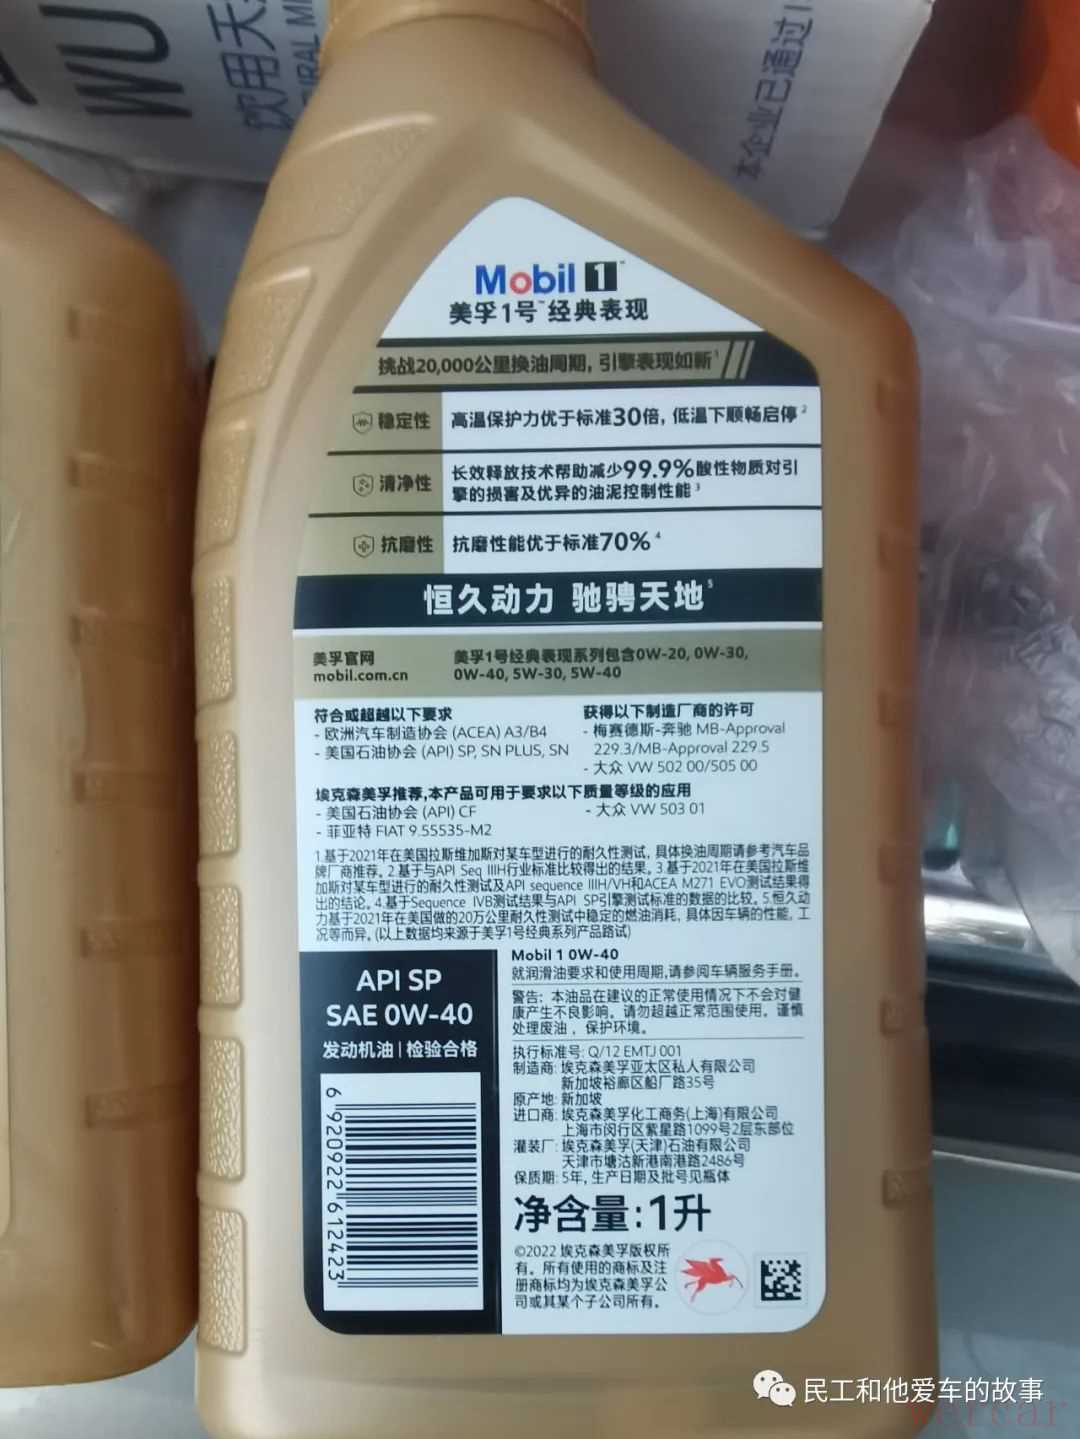 WU
饮用天
本企业已通过
Mobil 1™
美孚1号™经典表现
挑战20,000公里换油周期，引擎表现如新¹
稳定性 高温保护力优于标准30倍，低温下顺畅启停²
清净性 长效释放技术帮助减少99.9%酸性物质对引
擎的损害及优异的油泥控制性能³
抗磨性 抗磨性能优于标准70%⁴
恒久动力 驰骋天地⁵
美孚官网
mobil.com.cn
美孚1号经典表现系列包含0W-20, 0W-30,
0W-40, 5W-30, 5W-40
符合或超越以下要求
- 欧洲汽车制造协会 (ACEA) A3/B4
- 美国石油协会 (API) SP, SN PLUS, SN
获得以下制造厂商的许可
- 梅赛德斯-奔驰 MB-Approval
229.3/MB-Approval 229.5
- 大众 VW 502 00/505 00
埃克森美孚推荐,本产品可用于要求以下质量等级的应用
- 美国石油协会 (API) CF
- 菲亚特 FIAT 9.55535-M2
- 大众 VW 503 01
1.基于2021年在美国拉斯维加斯对某车型进行的耐久性测试，具体换油周期请参考汽车品
牌厂商推荐。2.基于与API Seq IIIH行业标准比较得出的结果。3.基于2021年在美国拉斯维
加斯对某车型进行的耐久性测试及API sequence IIIH/VH和ACEA M271 EVO测试结果得
出的结论。4.基于Sequence IVB测试结果与API SP引擎测试标准的数据的比较。5.恒久动
力基于2021年在美国做的20万公里耐久性测试中稳定的燃油消耗，具体因车辆的性能，工
况等而异。(以上数据均来源于美孚1号经典系列产品路试)
API SP
SAE 0W-40
发动机油|检验合格
6 920922 612423
Mobil 1 0W-40
就润滑油要求和使用周期,请参阅车辆服务手册。
警告：本油品在建议的正常使用情况下不会对健
康产生不良影响。请勿超越正常范围使用。谨慎
处理废油，保护环境。
执行标准号: Q/12 EMTJ 001
制造商: 埃克森美孚亚太区私人有限公司
新加坡裕廊区船厂路35号
原产地: 新加坡
进口商: 埃克森美孚化工商务(上海)有限公司
上海市闵行区紫星路1099号2层东部位
灌装厂: 埃克森美孚(天津)石油有限公司
天津市塘沽新港南港路2486号
保质期: 5年, 生产日期及批号见瓶体
净含量:1升
©2022 埃克森美孚版权所
有。所有使用的商标及注
册商标均为埃克森美孚公
司或其某个子公司所有。
民工和他爱车的故事